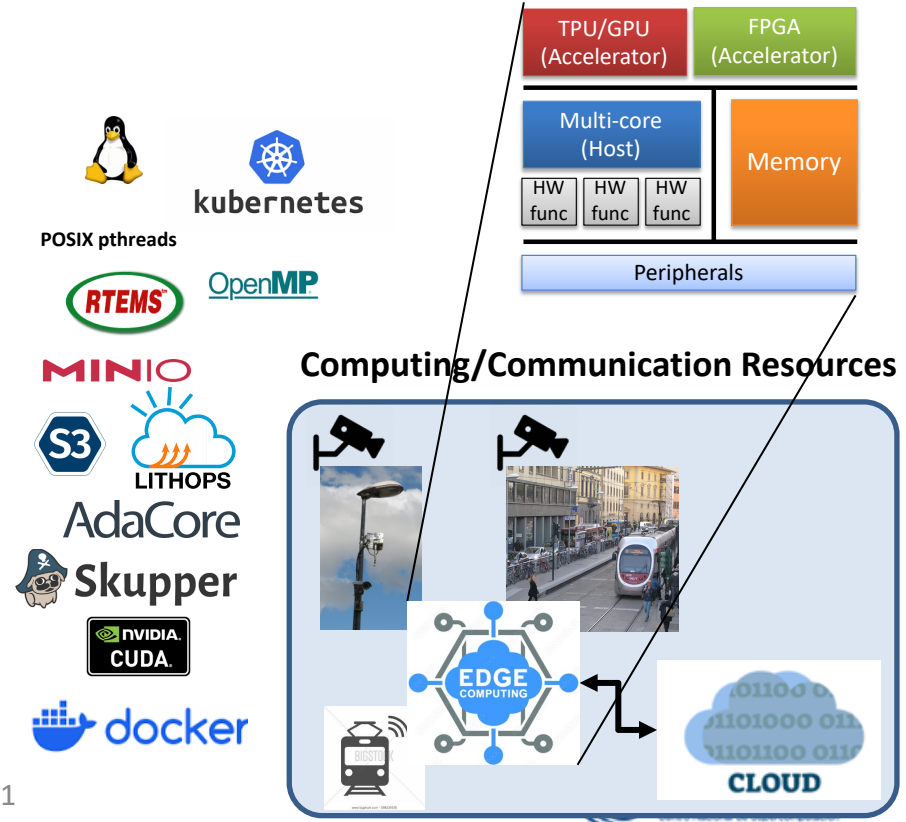 TPU/GPU
(Accelerator)
FPGA
(Accelerator)
Multi-core
(Host)
Memory
HW
func
HW
func
HW
func
Peripherals
kubernetes
POSIX pthreads
RTEMS
OpenMP
MINIO
S3
LITHOPS
AdaCore
Skupper
NVIDIA.
CUDA.
docker
Computing/Communication Resources
EDGE
COMPUTING
BIGSTOCK
CLOUD
1